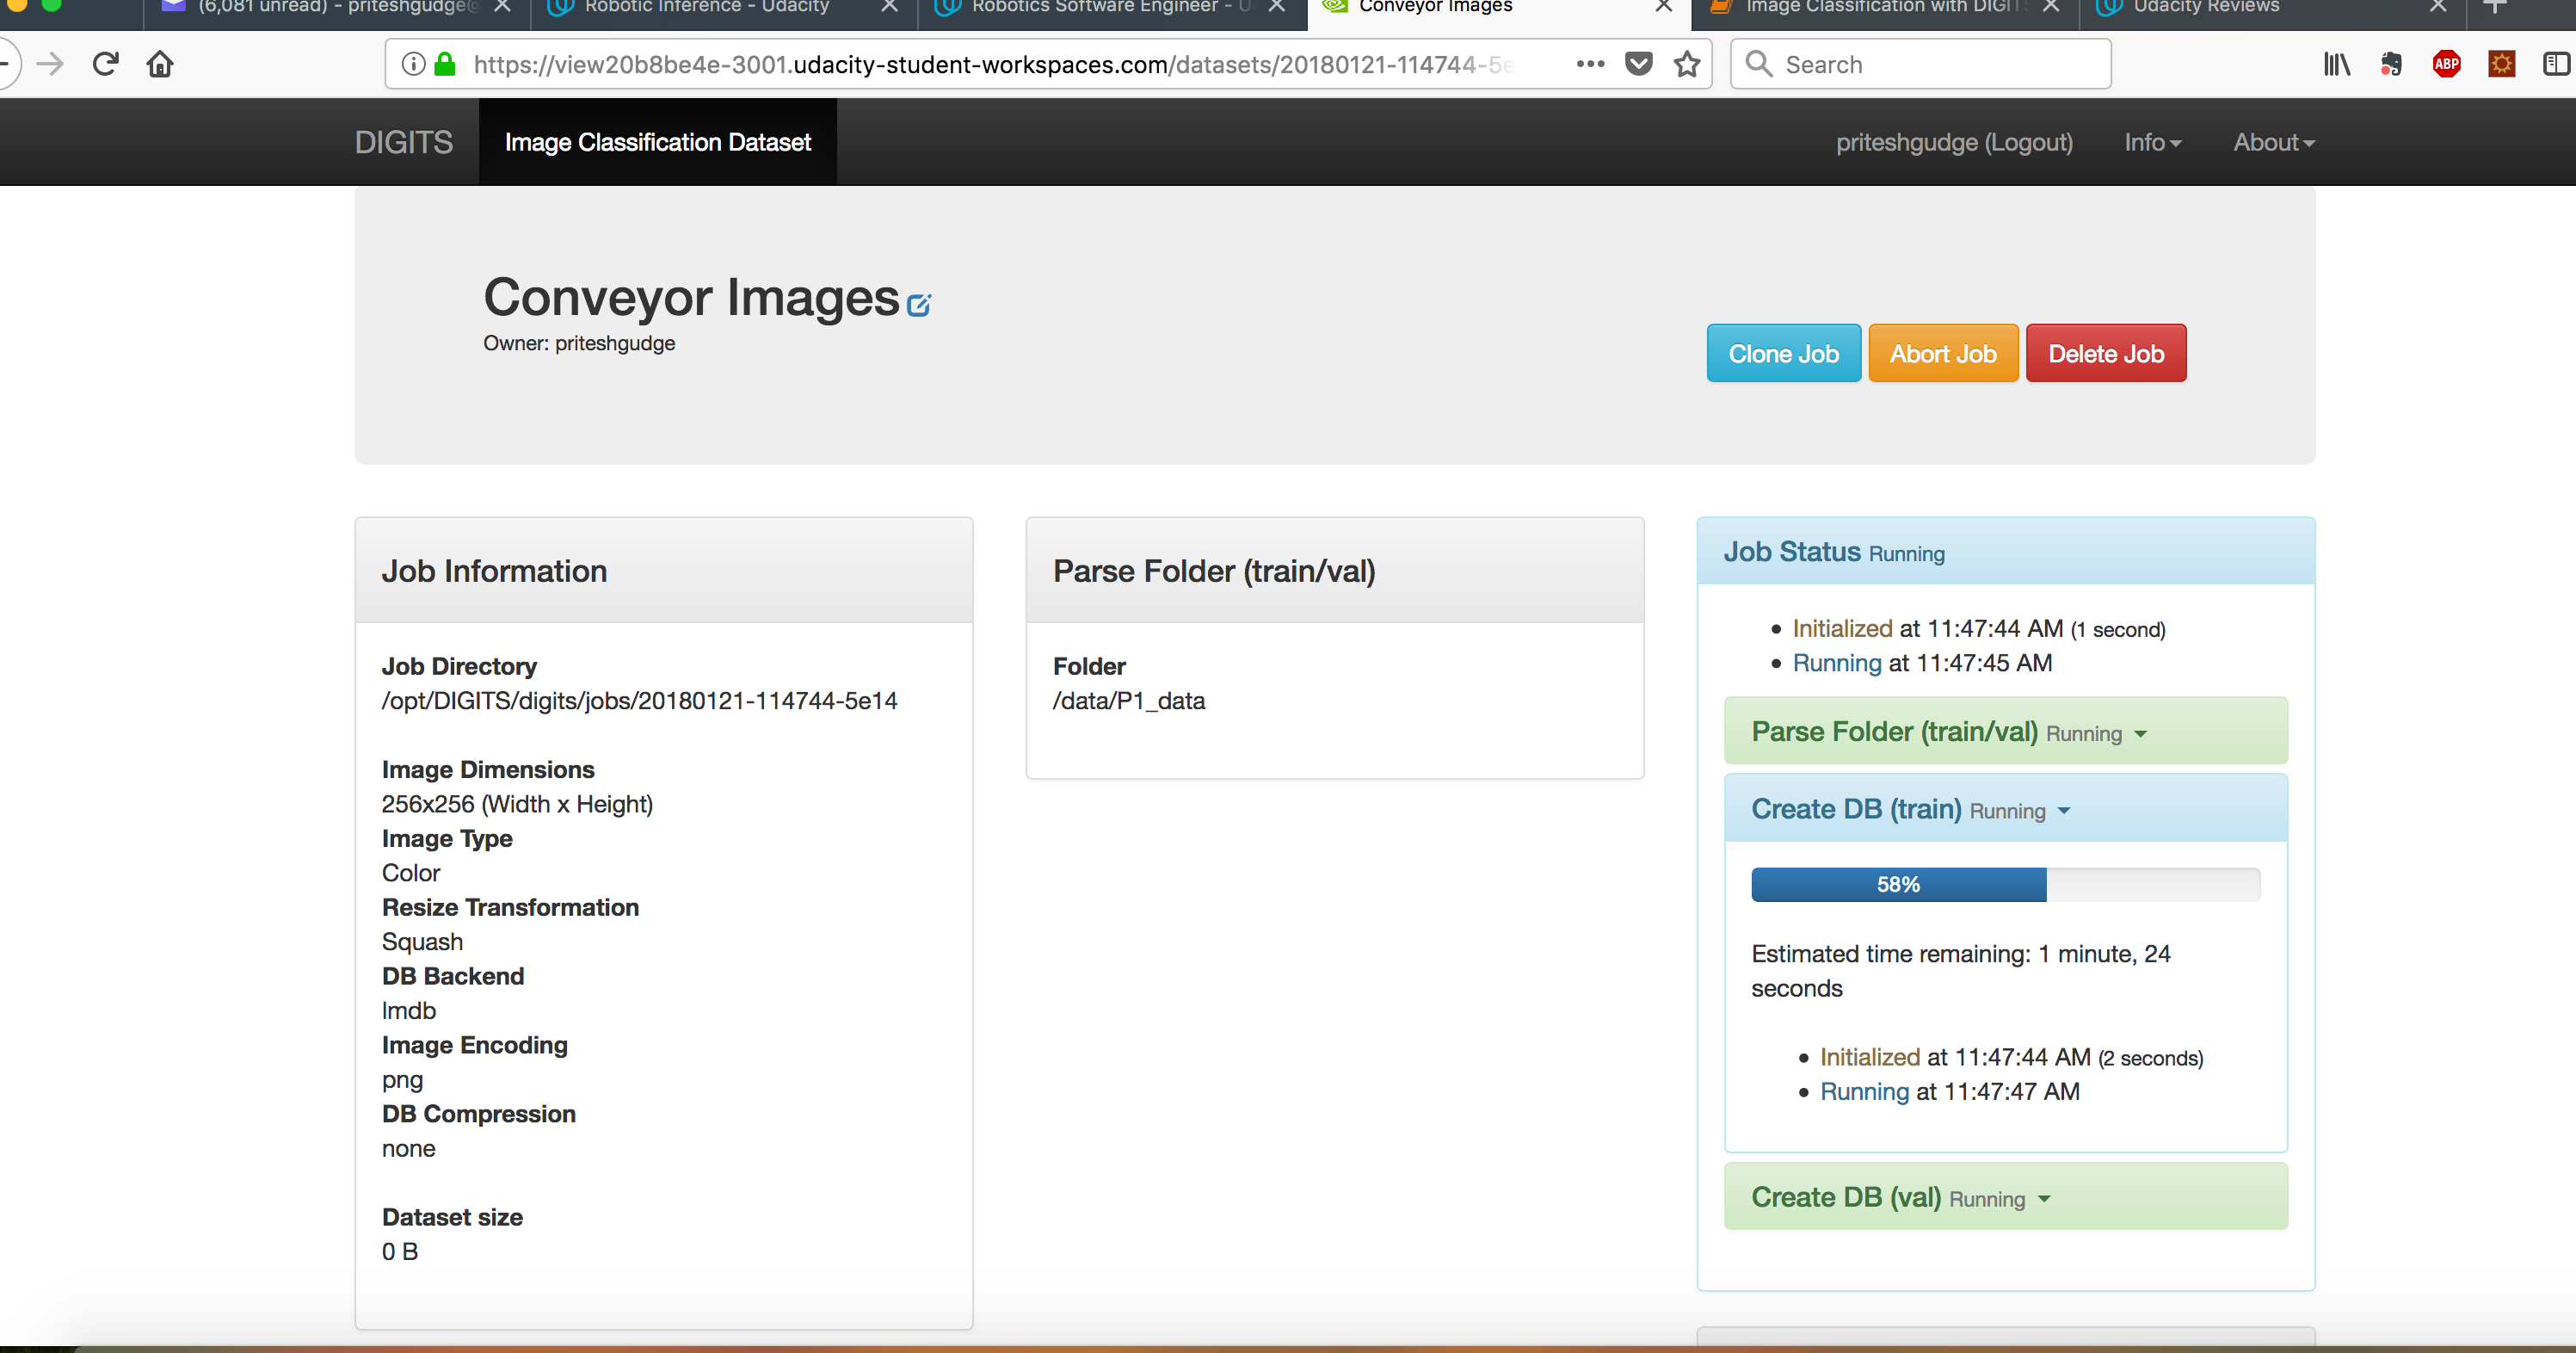 (6,081 unread) - priteshgudge@
Robotic Inference - Udacity
Robotics Software Engineer - U
Conveyor Images
Image Classification with DIGITS
Udacity Reviews
https://view20b8be4e-3001.udacity-student-workspaces.com/datasets/20180121-114744-5e
Search
ABP
DIGITS
Image Classification Dataset
priteshgudge (Logout)
Info
About
Conveyor Images
Owner: priteshgudge
Clone Job
Abort Job
Delete Job
Job Information
Job Directory
/opt/DIGITS/digits/jobs/20180121-114744-5e14
Image Dimensions
256x256 (Width x Height)
Image Type
Color
Resize Transformation
Squash
DB Backend
lmdb
Image Encoding
png
DB Compression
none
Dataset size
0 B
Parse Folder (train/val)
Folder
/data/P1_data
Job Status Running
Initialized at 11:47:44 AM (1 second)
Running at 11:47:45 AM
Parse Folder (train/val) Running
Create DB (train) Running
58%
Estimated time remaining: 1 minute, 24
seconds
Initialized at 11:47:44 AM (2 seconds)
Running at 11:47:47 AM
Create DB (val) Running